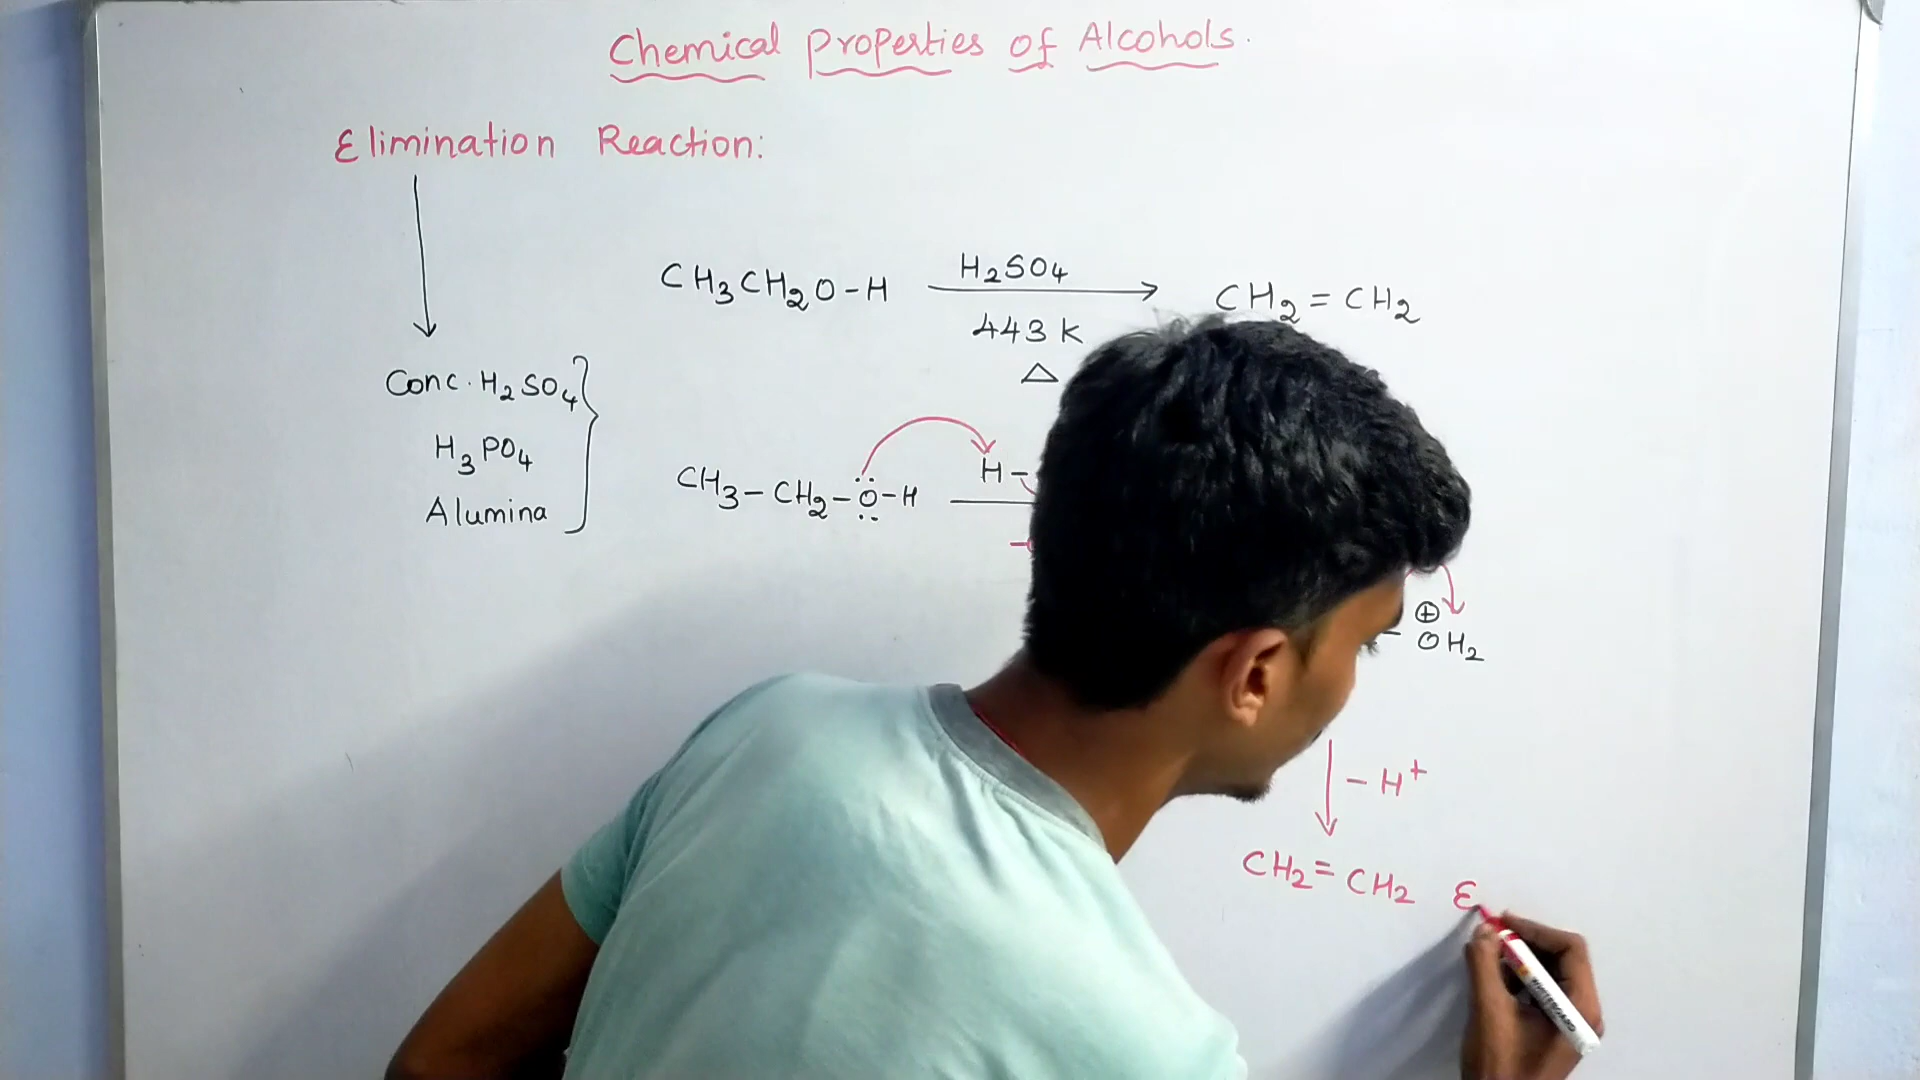 Chemical Properties of Alcohols.
Elimination Reaction:
CH3CH2O-H H2SO4 CH2=CH2
443 K
△
Conc. H2SO4
H3PO4
Alumina
CH3-CH2-O-H H-
⊕
- OH2
- H+
CH2=CH2 E